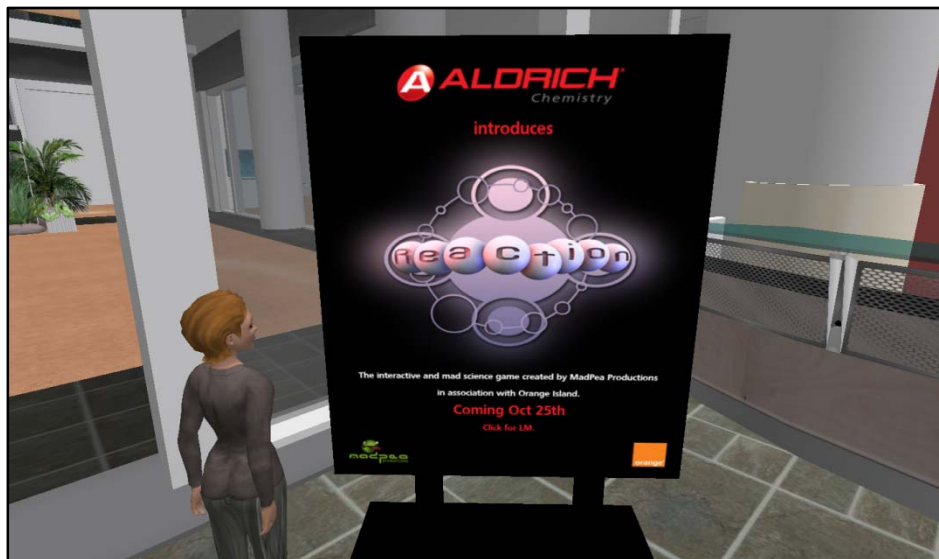 A ALDRICH®
Chemistry
introduces
Reaction
The interactive and mad science game created by MadPea Productions
in association with Orange Island.
Coming Oct 25th
Click for LM.
madpea
orange